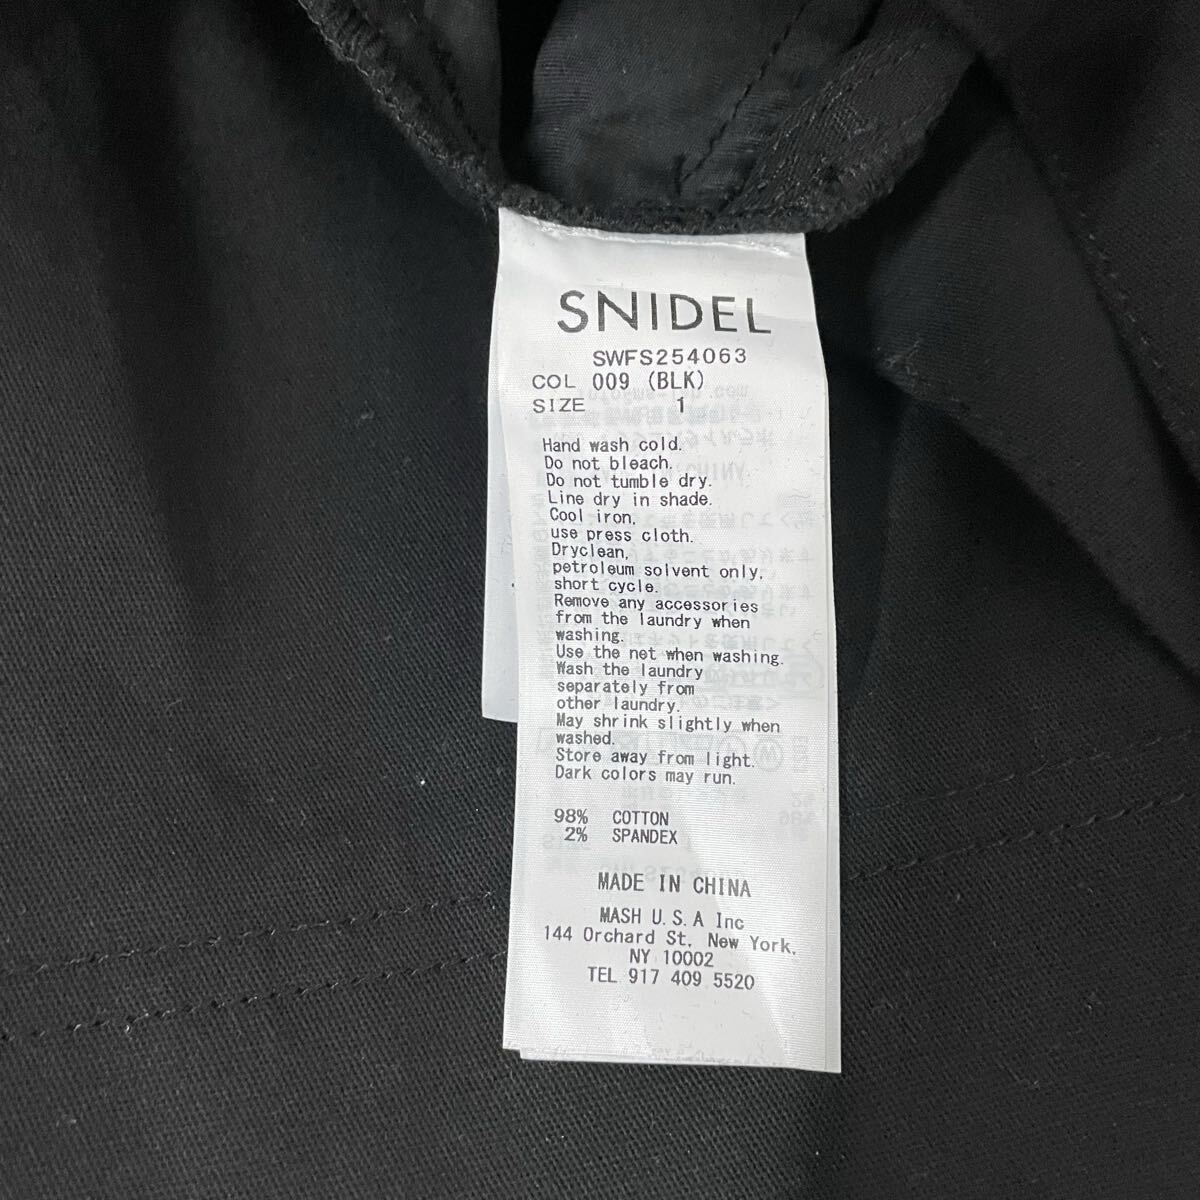 SNIDEL
SWFS254063
COL 009 (BLK)
SIZE 1
Hand wash cold.
Do not bleach.
Do not tumble dry.
Line dry in shade.
Cool iron,
use press cloth.
Dryclean,
petroleum solvent only,
short cycle.
Remove any accessories
from the laundry when
washing.
Use the net when washing.
Wash the laundry
separately from
other laundry.
May shrink slightly when
washed.
Store away from light.
Dark colors may run.
98% COTTON
2% SPANDEX
MADE IN CHINA
MASH U.S.A Inc
144 Orchard St, New York,
NY 10002
TEL 917 409 5520